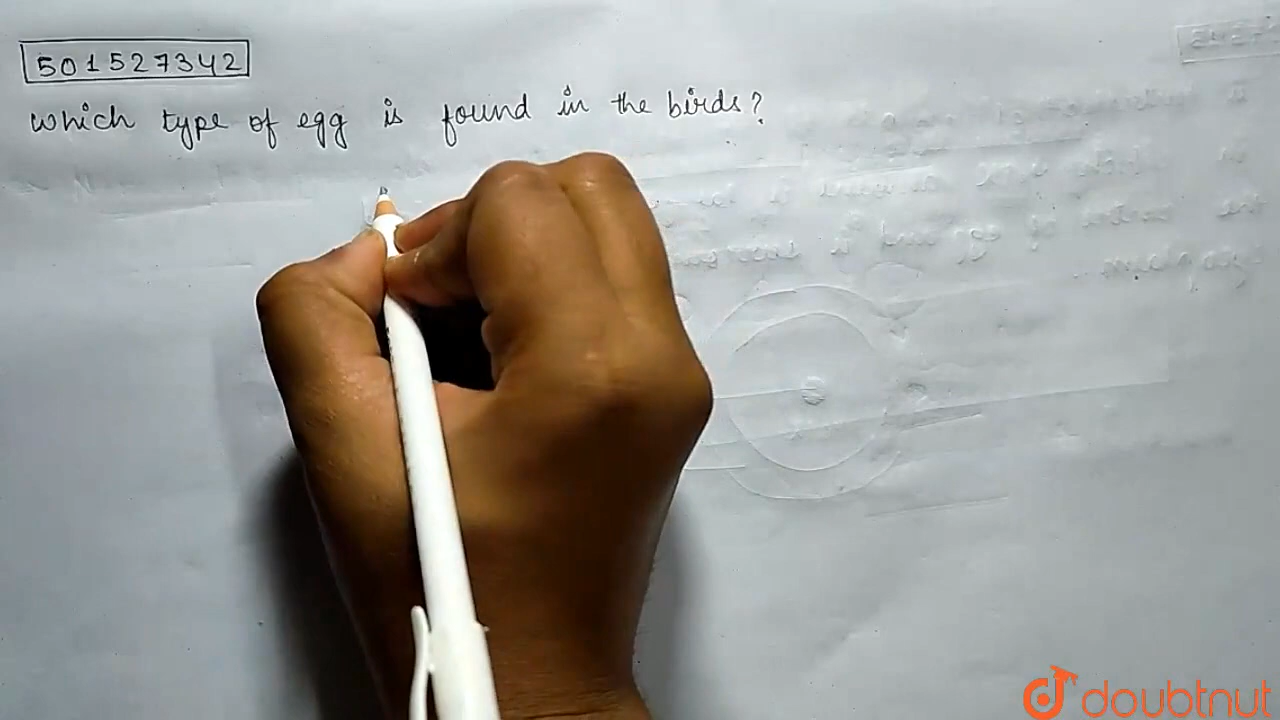 501527342
Which type of egg is found in the birds?
doubtnut